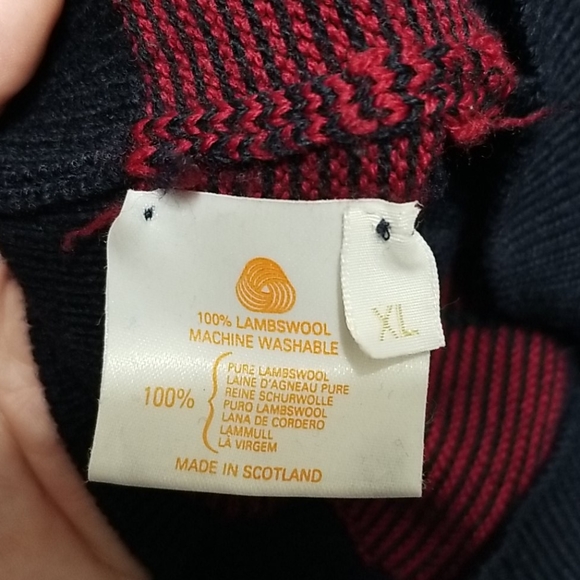 100% LAMBSWOOL
MACHINE WASHABLE
XL
100%
PURE LAMBSWOOL
LAINE D'AGNEAU PURE
REINE SCHURWOLLE
PURO LAMBSWOOL
LANA DE CORDERO
LAMMULL
LÀ VIRGEM
MADE IN SCOTLAND